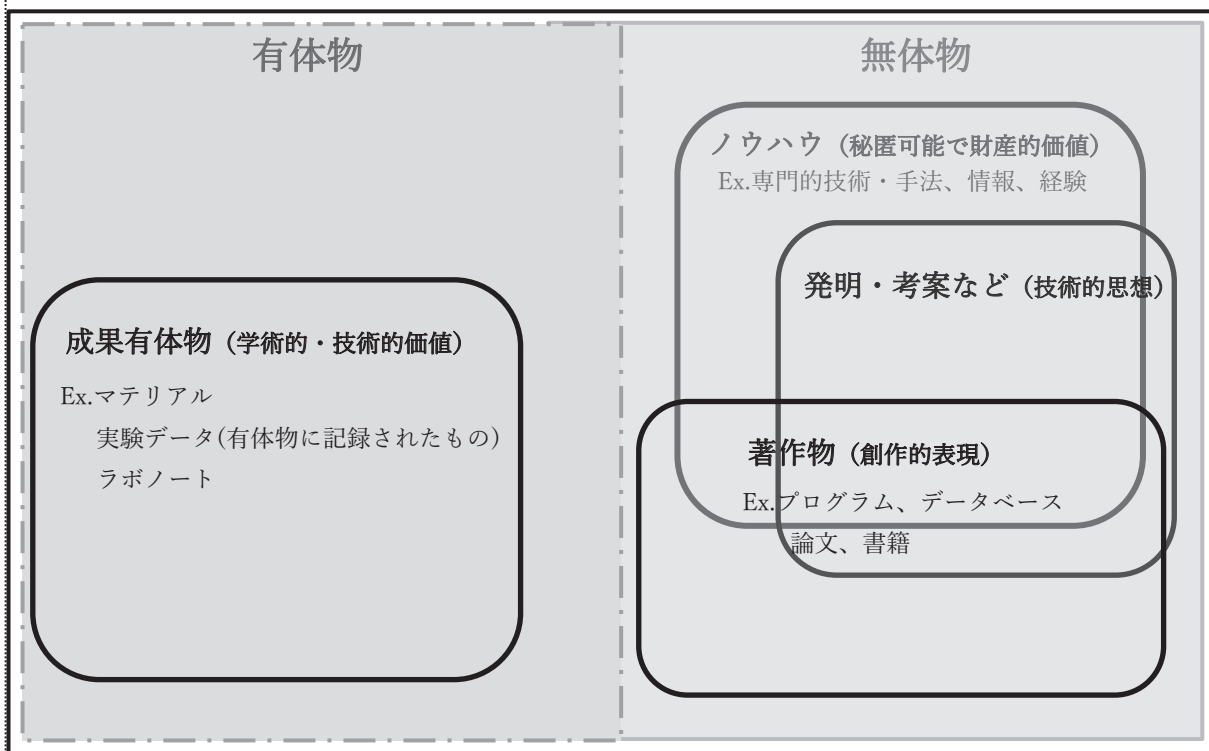 有体物
成果有体物（学術的・技術的価値）
Ex.マテリアル
実験データ(有体物に記録されたもの)
ラボノート
無体物
ノウハウ（秘匿可能で財産的価値）
Ex.専門的技術・手法、情報、経験
発明・考案など（技術的思想）
著作物（創作的表現）
Ex.プログラム、データベース
論文、書籍